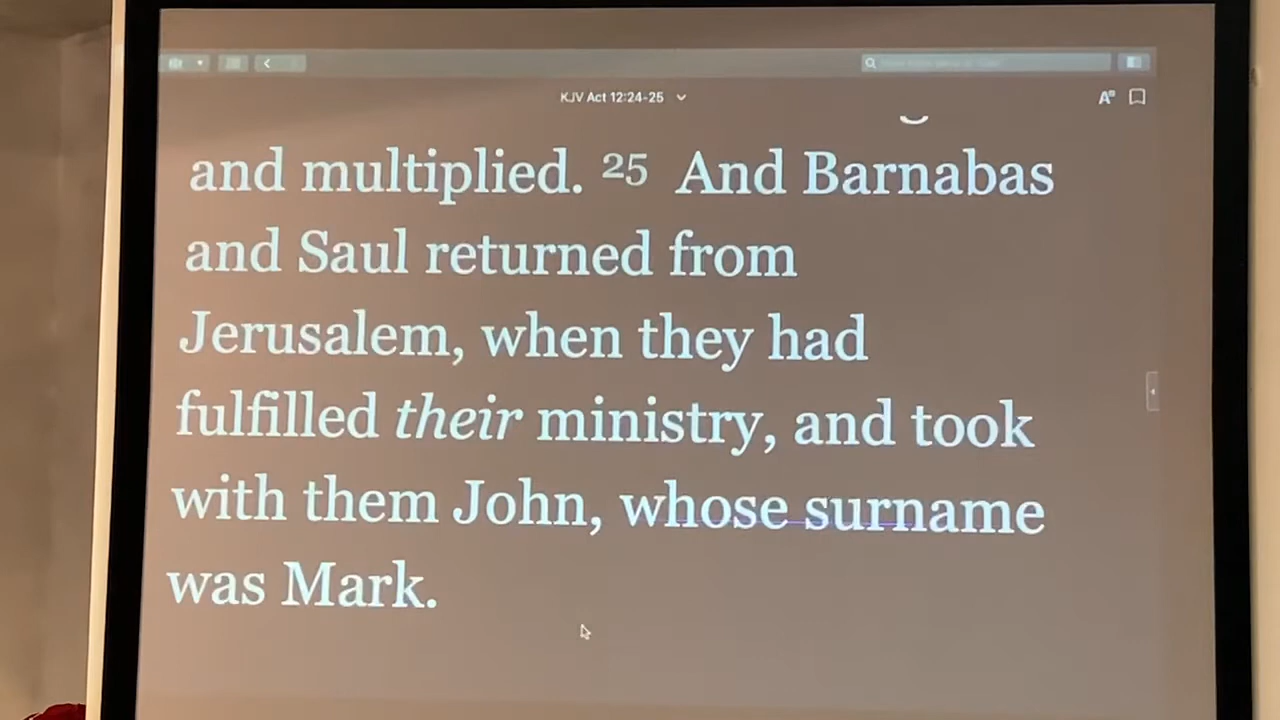 KJV Act 12:24-25
and multiplied. 25 And Barnabas
and Saul returned from
Jerusalem, when they had
fulfilled their ministry, and took
with them John, whose surname
was Mark.